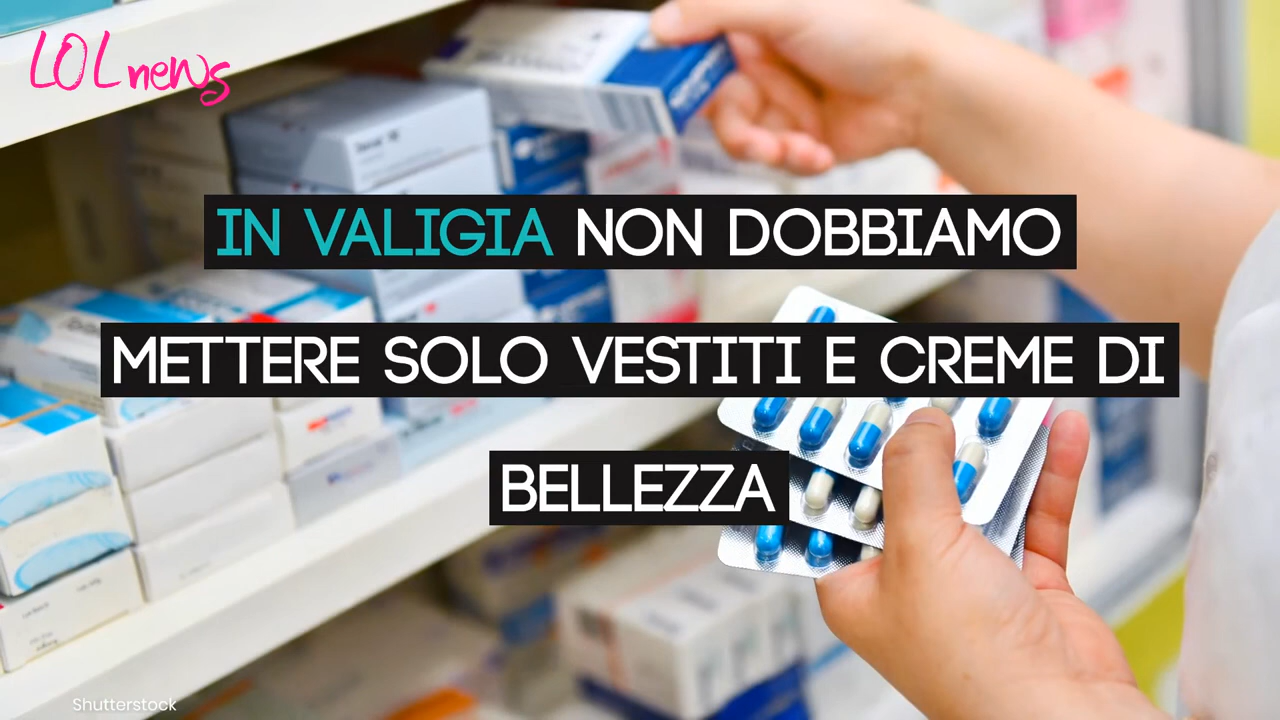 LOL news
IN VALIGIA NON DOBBIAMO
METTERE SOLO VESTITI E CREME DI
BELLEZZA
Shutterstock